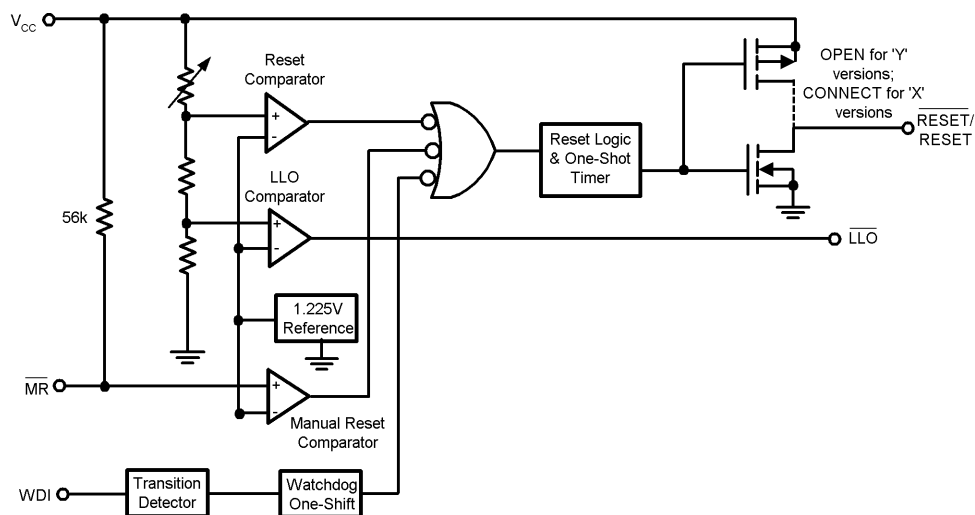 VCC
Reset
Comparator
+
-
OPEN for 'Y'
versions;
CONNECT for 'X'
versions
RESET/
RESET
Reset Logic
& One-Shot
Timer
LLO
Comparator
+
-
56k
LLO
1.225V
Reference
MR
+
-
Manual Reset
Comparator
WDI
Transition
Detector
Watchdog
One-Shift